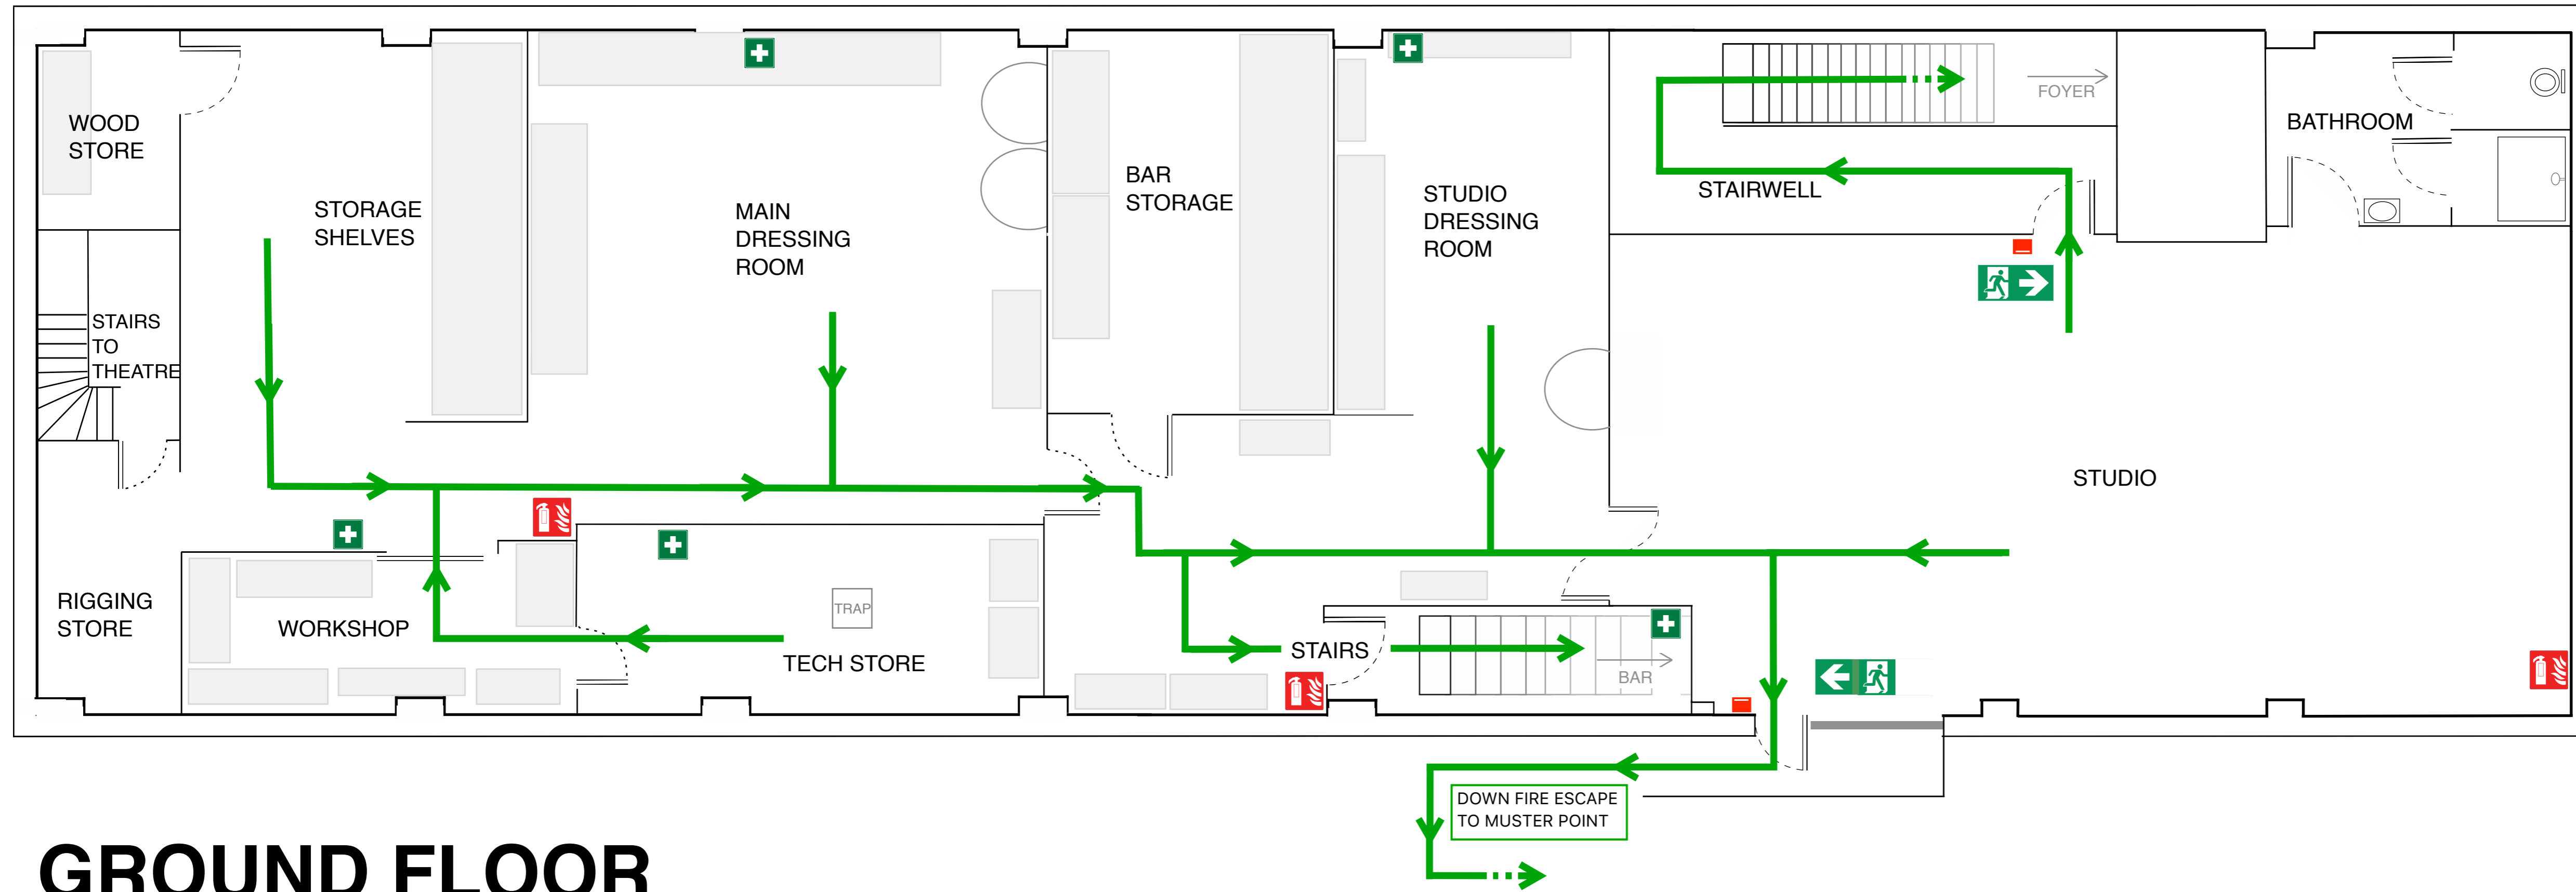 WOOD
STORE
STORAGE
SHELVES
STAIRS
TO
THEATRE
MAIN
DRESSING
ROOM
BAR
STORAGE
STUDIO
DRESSING
ROOM
FOYER
STAIRWELL
BATHROOM
STUDIO
RIGGING
STORE
WORKSHOP
TRAP
TECH STORE
STAIRS
BAR
DOWN FIRE ESCAPE
TO MUSTER POINT
GROUND FLOOR